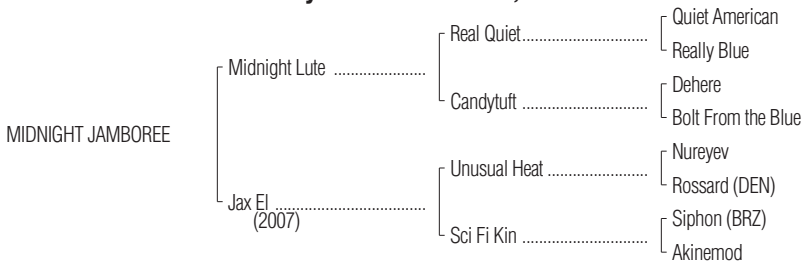 Quiet American
Real Quiet
Really Blue
Midnight Lute
Dehere
Candytuft
Bolt From the Blue
MIDNIGHT JAMBOREE
Nureyev
Unusual Heat
Rossard (DEN)
Jax El
(2007)
Siphon (BRZ)
Sci Fi Kin
Akinemod